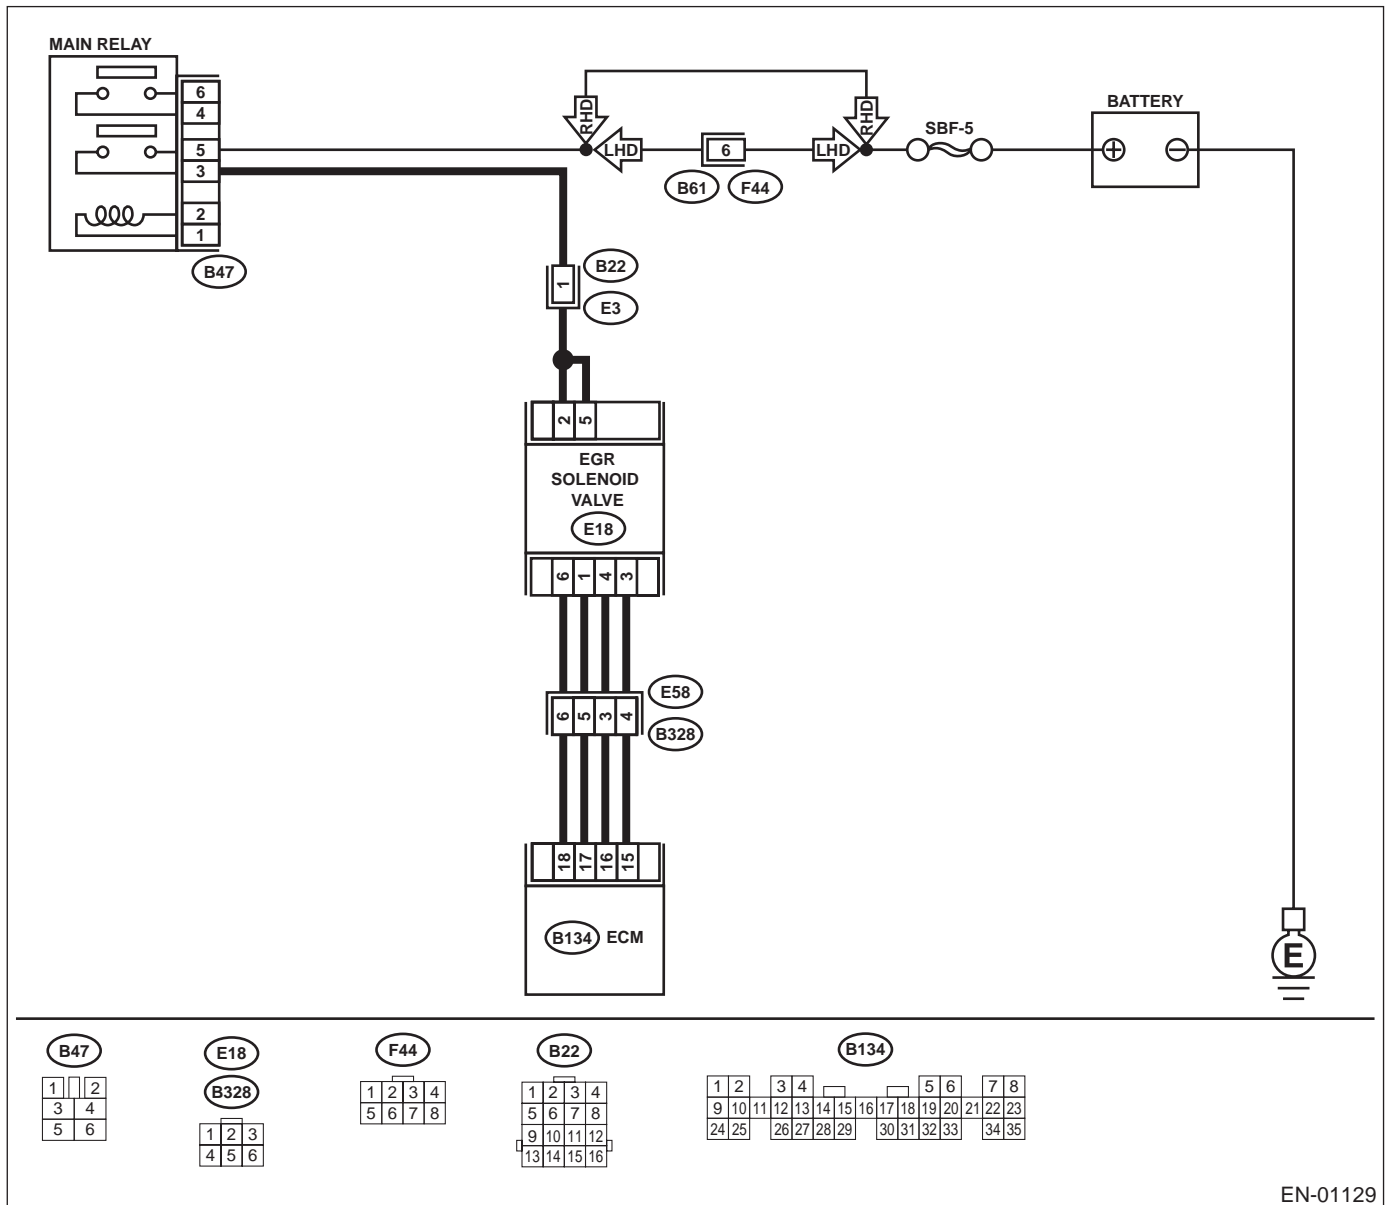 MAIN RELAY
6
4
5
3
2
1
B47
RHD
LHD
6
LHD
RHD
B61
F44
SBF-5
BATTERY
+
−
B22
1
E3
2 5
EGR
SOLENOID
VALVE
E18
6 1 4 3
E58
6 5 3 4
B328
18 17 16 15
B134 ECM
E
B47
1 2
3 4
5 6
E18
B328
1 2 3
4 5 6
F44
1 2 3 4
5 6 7 8
B22
1 2 3 4
5 6 7 8
9 10 11 12
13 14 15 16
B134
1 2 3 4 5 6 7 8
9 10 11 12 13 14 15 16 17 18 19 20 21 22 23
24 25 26 27 28 29 30 31 32 33 34 35
EN-01129